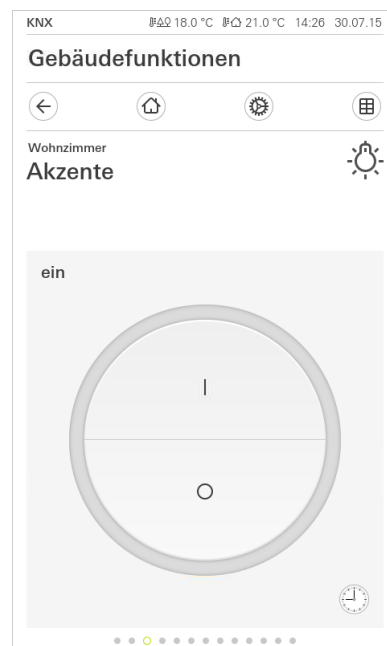 KNX 18.0 °C 21.0 °C 14:26 30.07.15
Gebäudefunktionen
Wohnzimmer
Akzente
ein
I
O